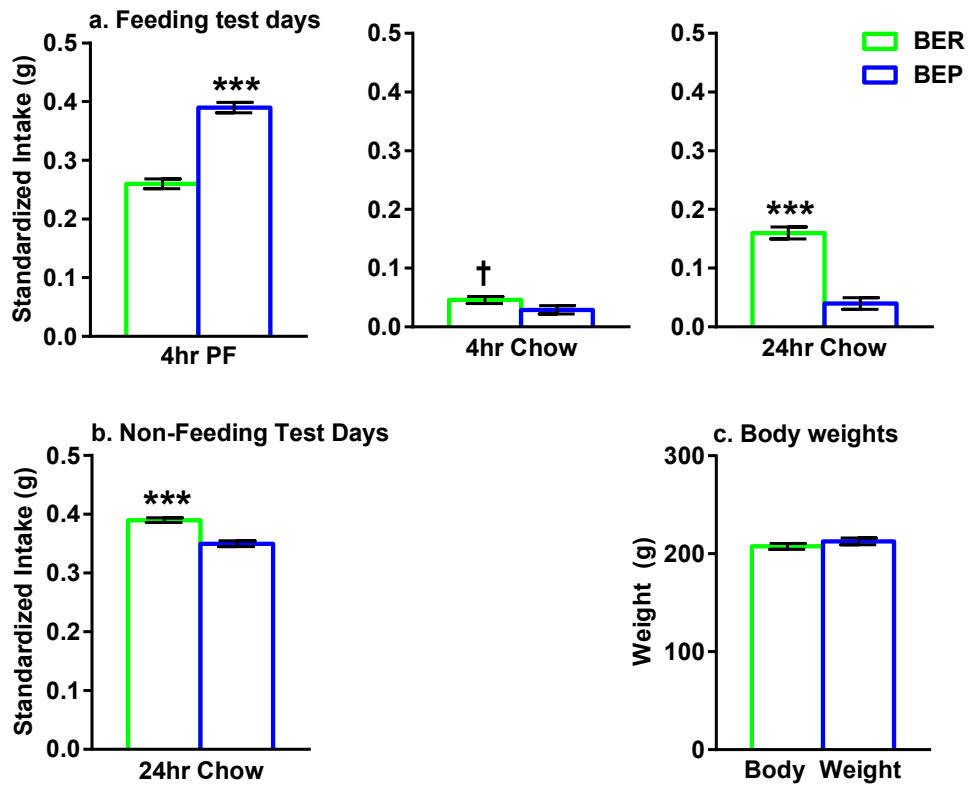 a. Feeding test days
Standardized Intake (g)
0.5
0.4
0.3
0.2
0.1
0.0
***
4hr PF
0.5
0.4
0.3
0.2
0.1
0.0
†
4hr Chow
0.5
0.4
0.3
0.2
0.1
0.0
***
24hr Chow
BER
BEP
b. Non-Feeding Test Days
Standardized Intake (g)
0.5
0.4
0.3
0.2
0.1
0.0
***
24hr Chow
c. Body weights
Weight (g)
300
200
100
0
Body Weight